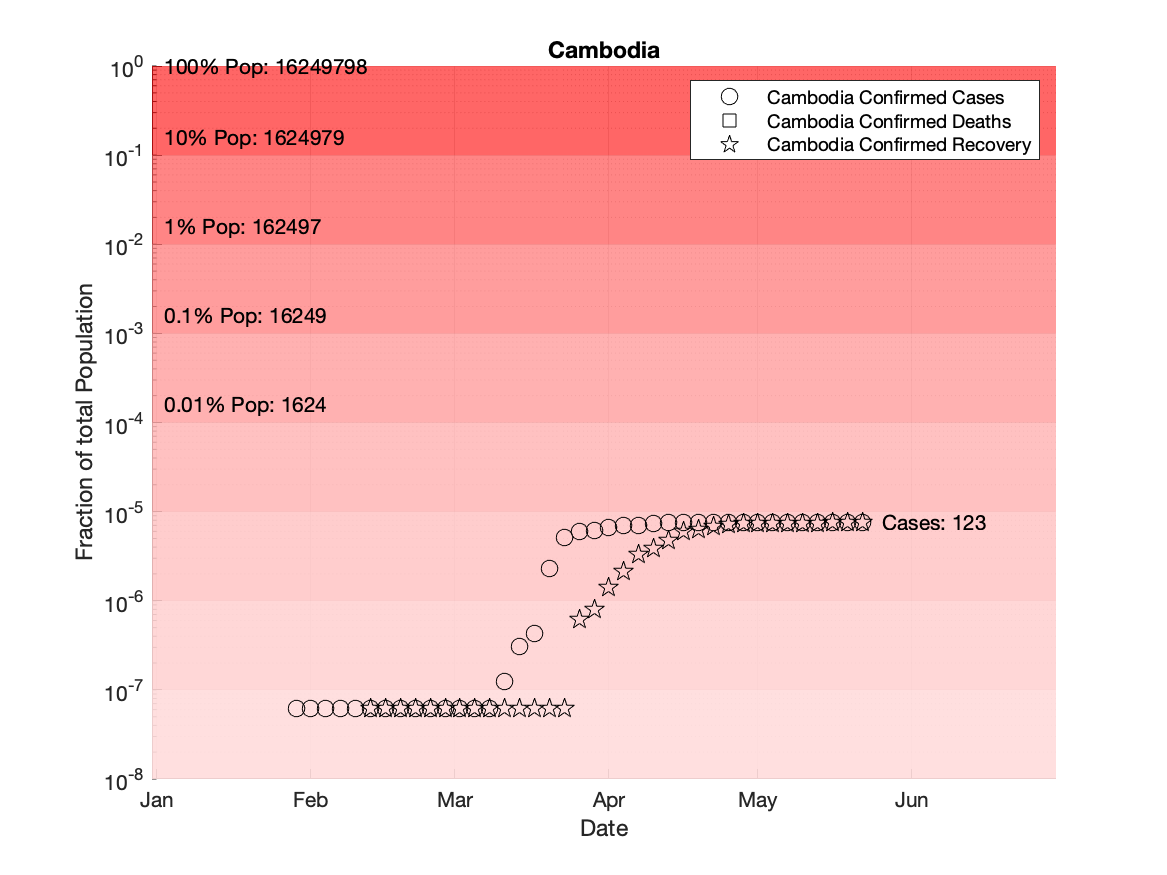 Cambodia
10^0
10^-1
10^-2
10^-3
10^-4
10^-5
10^-6
10^-7
10^-8
Fraction of total Population
100% Pop: 16249798
10% Pop: 1624979
1% Pop: 162497
0.1% Pop: 16249
0.01% Pop: 1624
Cambodia Confirmed Cases
Cambodia Confirmed Deaths
Cambodia Confirmed Recovery
Cases: 123
Jan Feb Mar Apr May Jun
Date